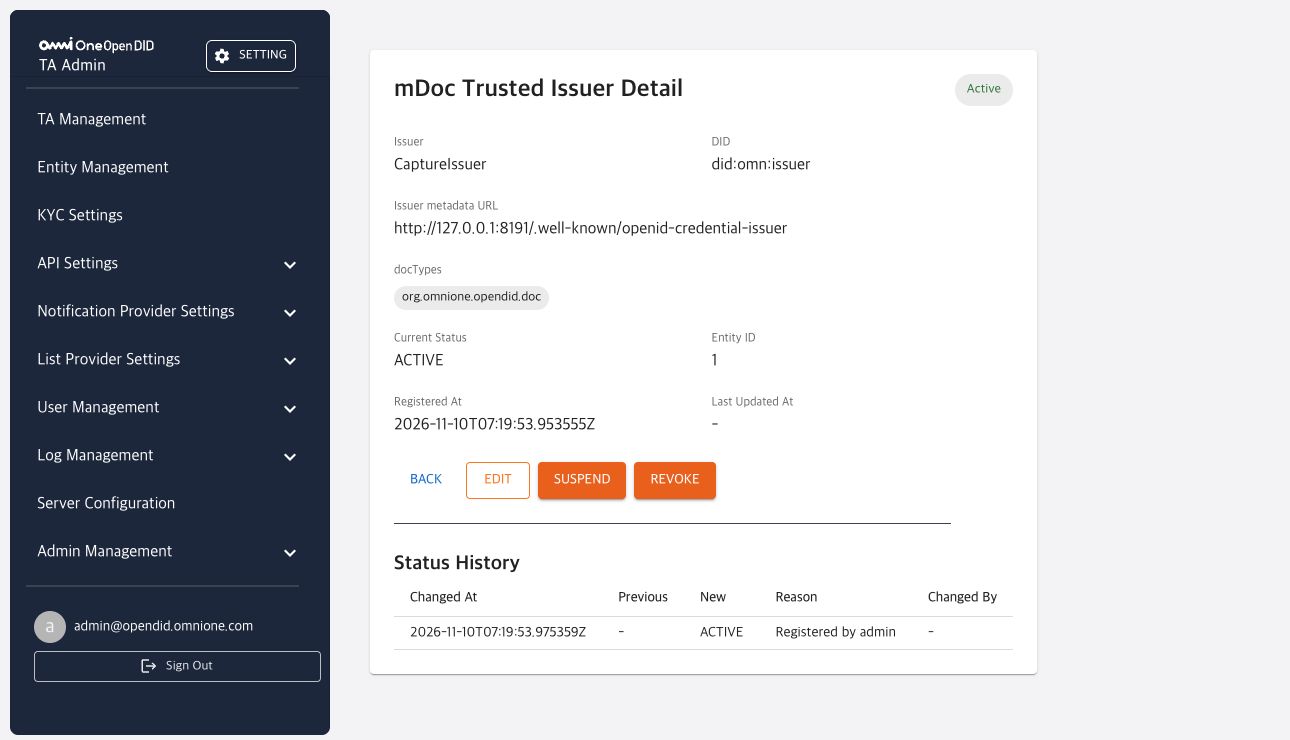 omni One Open DID
TA Admin
SETTING
TA Management
Entity Management
KYC Settings
API Settings
Notification Provider Settings
List Provider Settings
User Management
Log Management
Server Configuration
Admin Management
a
admin@opendid.omnione.com
Sign Out
mDoc Trusted Issuer Detail
Active
Issuer
DID
CaptureIssuer
did:omn:issuer
Issuer metadata URL
http://127.0.0.1:8191/.well-known/openid-credential-issuer
docTypes
org.omnione.opendid.doc
Current Status
Entity ID
ACTIVE
1
Registered At
Last Updated At
2026-11-10T07:19:53.953555Z
-
BACK EDIT SUSPEND REVOKE
Status History
Changed At Previous New Reason Changed By
2026-11-10T07:19:53.975359Z - ACTIVE Registered by admin -